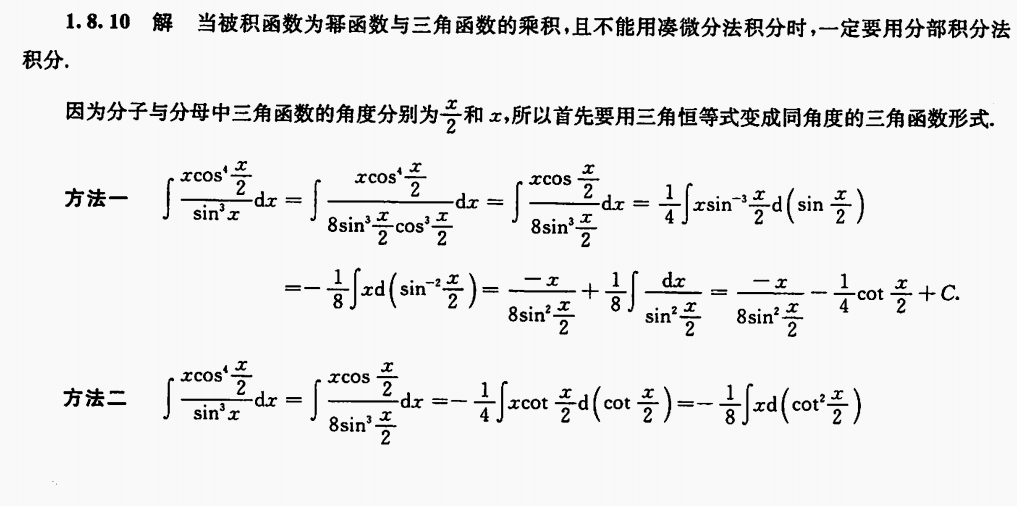 1.8.10 解 当被积函数为幂函数与三角函数的乘积,且不能用凑微分法积分时,一定要用分部积分法
积分.
因为分子与分母中三角函数的角度分别为 $\frac{x}{2}$ 和 x,所以首先要用三角恒等式变成同角度的三角函数形式.
方法一 $\int \frac{x\cos^4\frac{x}{2}}{\sin^3 x}dx = \int \frac{x\cos^4\frac{x}{2}}{8\sin^3\frac{x}{2}\cos^3\frac{x}{2}}dx = \int \frac{x\cos\frac{x}{2}}{8\sin^3\frac{x}{2}}dx = \frac{1}{4}\int x\sin^{-3}\frac{x}{2}d\left(\sin\frac{x}{2}\right)$
$= -\frac{1}{8}\int xd\left(\sin^{-2}\frac{x}{2}\right) = \frac{-x}{8\sin^2\frac{x}{2}} + \frac{1}{8}\int \frac{dx}{\sin^2\frac{x}{2}} = \frac{-x}{8\sin^2\frac{x}{2}} - \frac{1}{4}\cot\frac{x}{2} + C.$
方法二 $\int \frac{x\cos^4\frac{x}{2}}{\sin^3 x}dx = \int \frac{x\cos\frac{x}{2}}{8\sin^3\frac{x}{2}}dx = -\frac{1}{4}\int x\cot\frac{x}{2}d\left(\cot\frac{x}{2}\right) = -\frac{1}{8}\int xd\left(\cot^2\frac{x}{2}\right)$